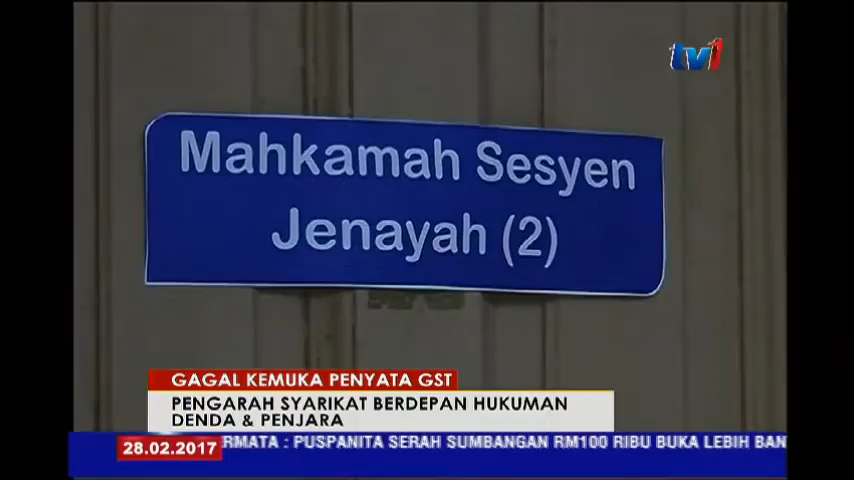 tv1
Mahkamah Sesyen
Jenayah (2)
GAGAL KEMUKA PENYATA GST
PENGARAH SYARIKAT BERDEPAN HUKUMAN
DENDA & PENJARA
28.02.2017 ERMATA : PUSPANITA SERAH SUMBANGAN RM100 RIBU BUKA LEBIH BAN